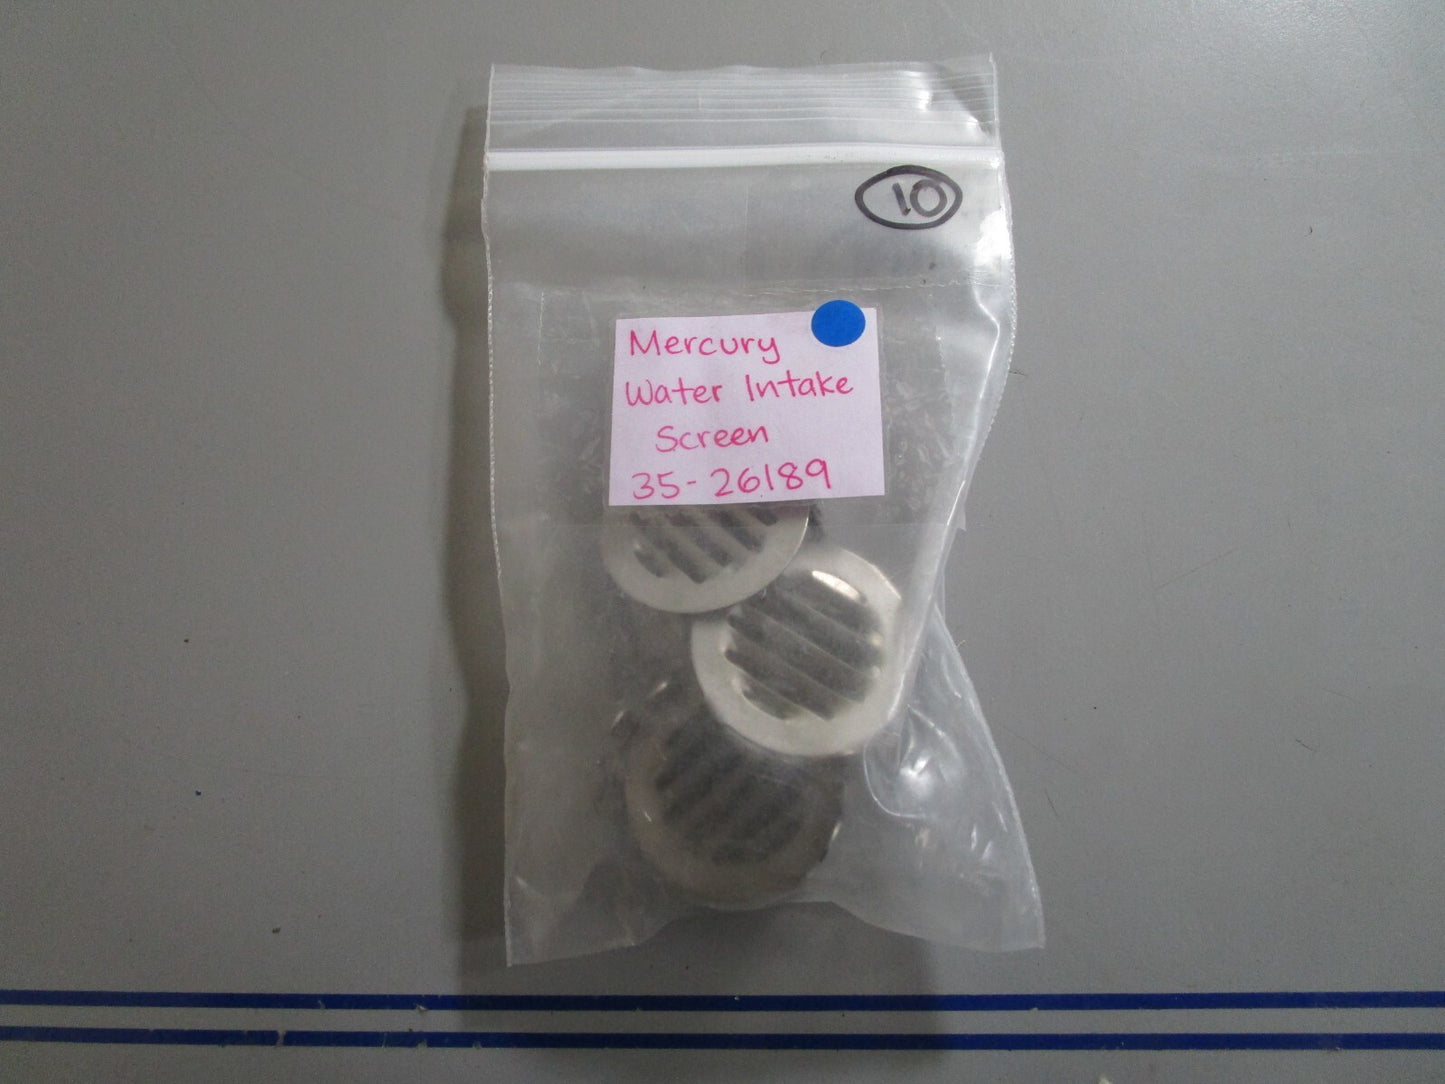 10
Mercury
Water Intake
Screen
35-26189